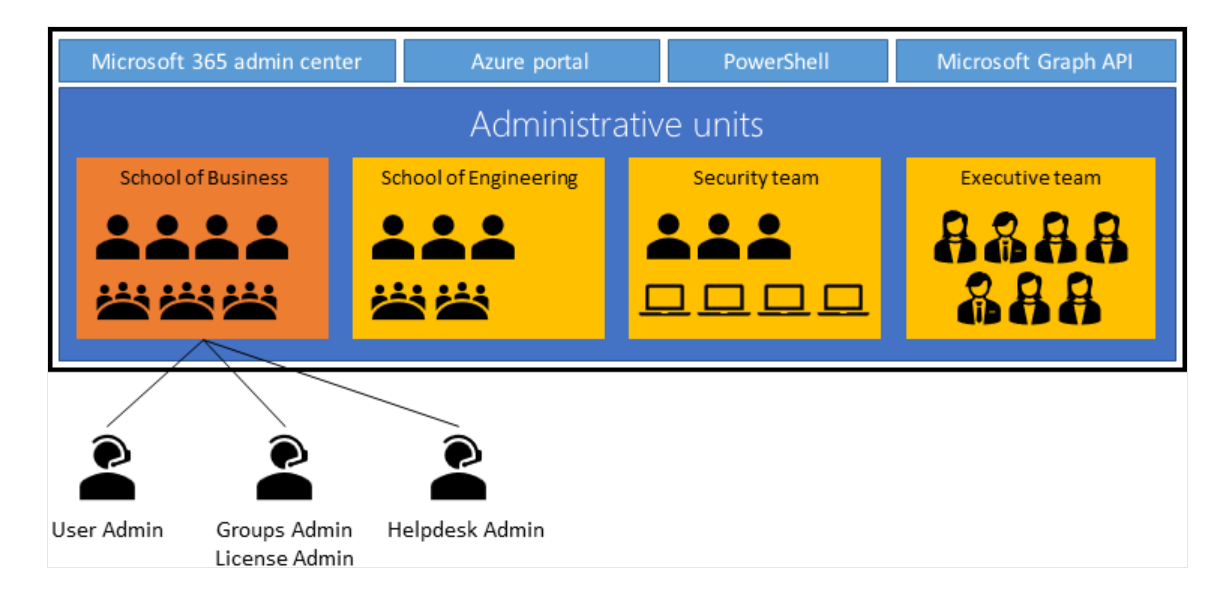 Microsoft 365 admin center
Azure portal
PowerShell
Microsoft Graph API
Administrative units
School of Business
School of Engineering
Security team
Executive team
User Admin
Groups Admin
License Admin
Helpdesk Admin